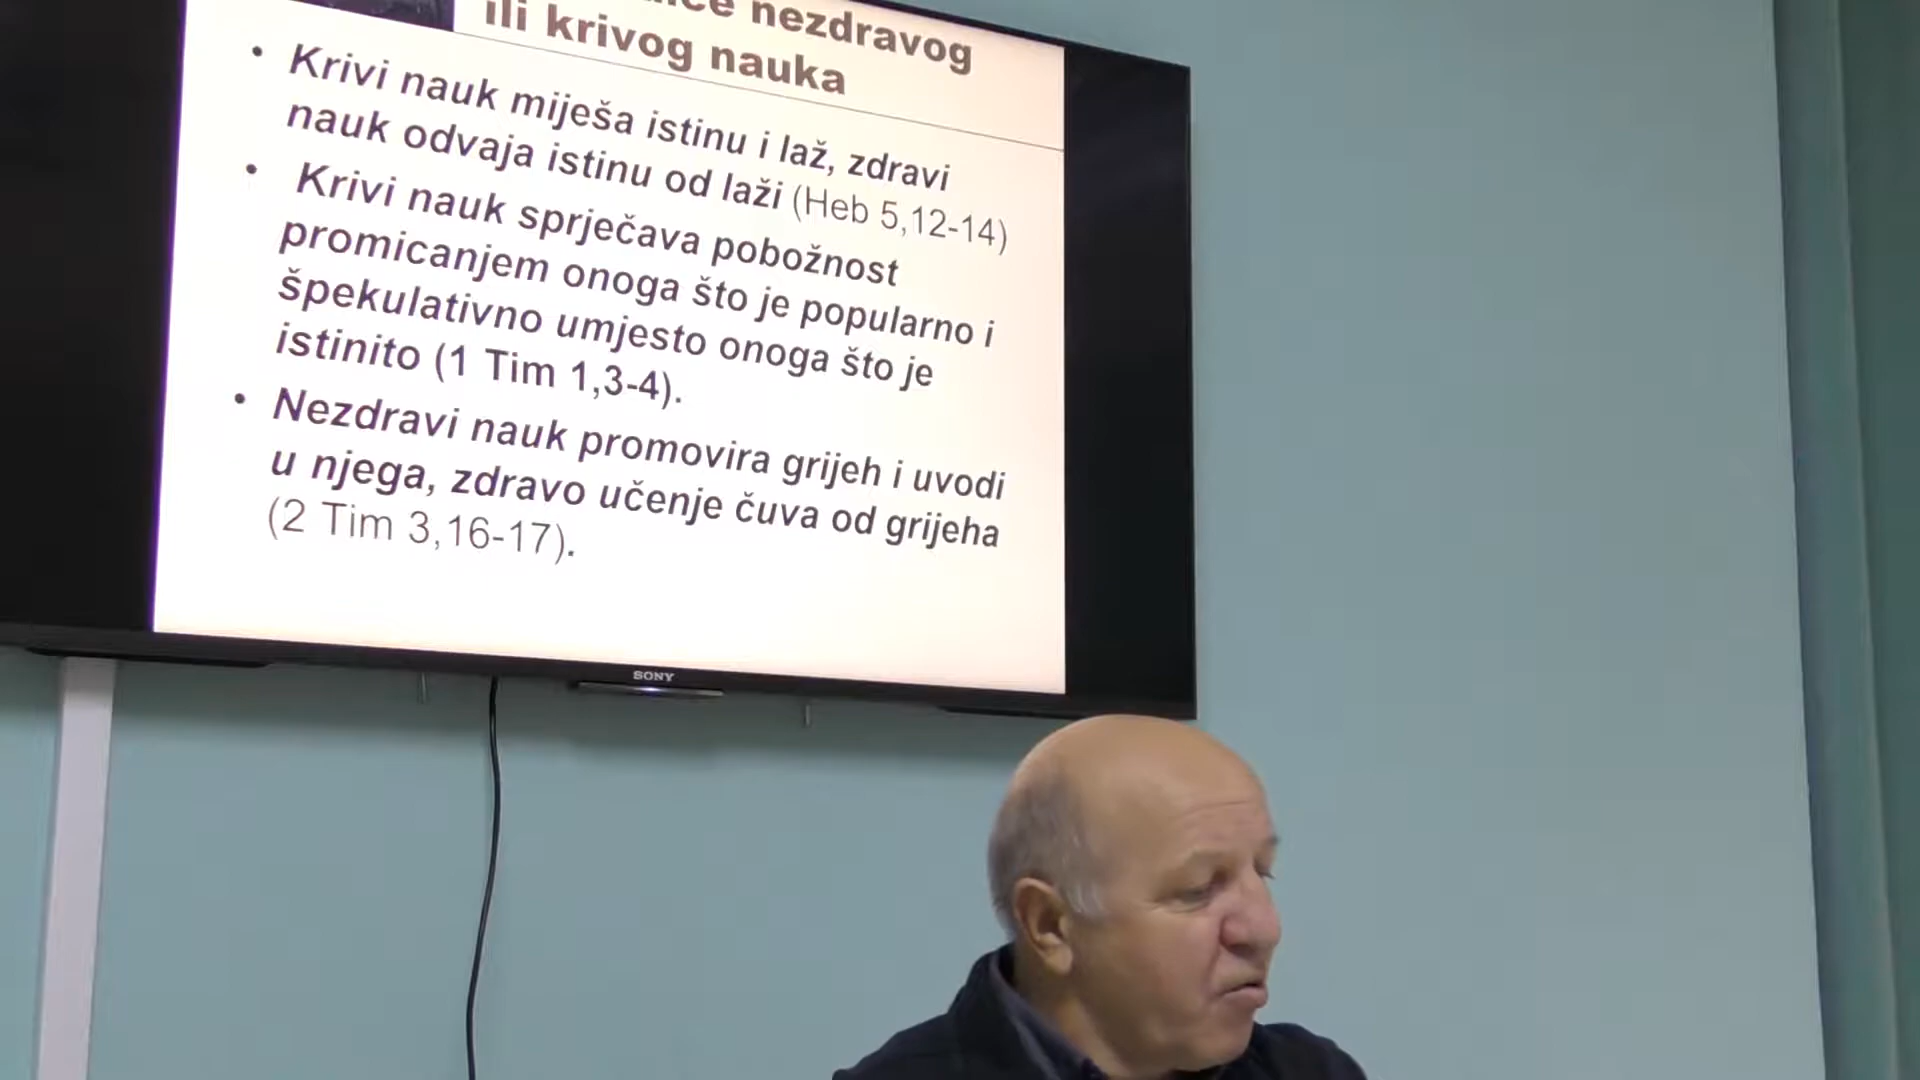 nezdravog
ili krivog nauka
• Krivi nauk miješa istinu i laž, zdravi
nauk odvaja istinu od laži (Heb 5,12-14)
• Krivi nauk sprječava pobožnost
promicanjem onoga što je popularno i
špekulativno umjesto onoga što je
istinito (1 Tim 1,3-4).
• Nezdravi nauk promovira grijeh i uvodi
u njega, zdravo učenje čuva od grijeha
(2 Tim 3,16-17).
SONY